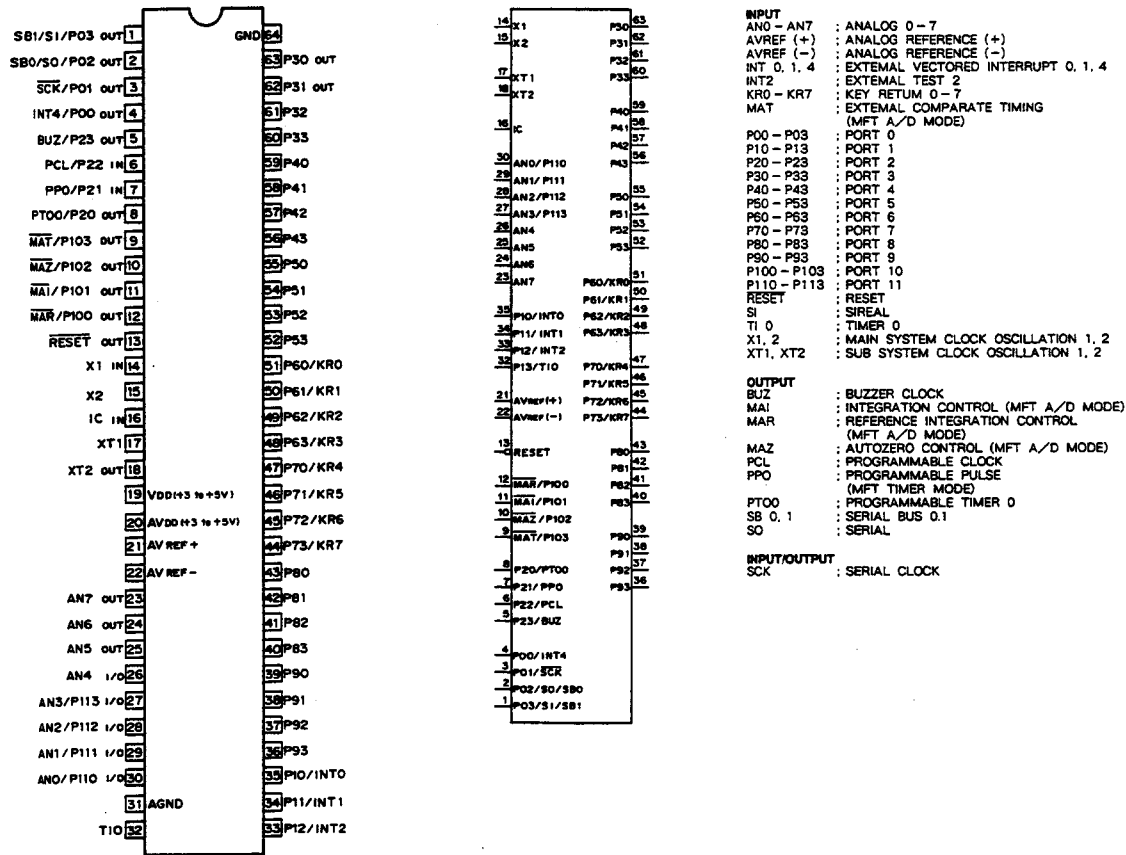 SB1/S1/P03 OUT 1
SB0/S0/P02 OUT 2
SCK/P01 OUT 3
INT4/P00 OUT 4
BUZ/P23 OUT 5
PCL/P22 IN 6
PPO/P21 IN 7
PT00/P20 OUT 8
MAT/P103 OUT 9
MAZ/P102 OUT 10
MAI/P101 OUT 11
MAR/P100 OUT 12
RESET OUT 13
X1 IN 14
X2 15
IC IN 16
XT1 17
XT2 OUT 18
19 VDD(+3 to +5V)
20 AVDD (+3 to +5V)
21 AV REF+
22 AV REF-
AN7 OUT 23
AN6 OUT 24
AN5 OUT 25
AN4 I/O 26
AN3/P113 I/O 27
AN2/P112 I/O 28
AN1/P111 I/O 29
AN0/P110 I/O 30
31 AGND
TIO 32
GND 64
63 P30 OUT
62 P31 OUT
61 P32
60 P33
59 P40
58 P41
57 P42
56 P43
55 P50
54 P51
53 P52
52 P53
51 P60/KR0
50 P61/KR1
49 P62/KR2
48 P63/KR3
47 P70/KR4
46 P71/KR5
45 P72/KR6
44 P73/KR7
43 P80
42 P81
41 P82
40 P83
39 P90
38 P91
37 P92
36 P93
35 P10/INT0
34 P11/INT1
33 P12/INT2
14 X1
15 X2
17 XT1
18 XT2
16 IC
30 AN0/P110
29 AN1/P111
28 AN2/P112
27 AN3/P113
26 AN4
25 AN5
24 AN6
23 AN7
35 P10/INT0
34 P11/INT1
33 P12/INT2
32 P13/TIO
21 AVREF(+)
22 AVREF(-)
13 RESET
12 MAR/P100
11 MAI/P101
10 MAZ/P102
9 MAT/P103
8 P20/PT00
7 P21/PPO
6 P22/PCL
5 P23/BUZ
4 P00/INT4
3 P01/SCK
2 P02/S0/SB0
1 P03/S1/SB1
P30 63
P31 62
P32 61
P33 60
P40 59
P41 58
P42 57
P43 56
P50 55
P51 54
P52 53
P53 52
P60/KR0 51
P61/KR1 50
P62/KR2 49
P63/KR3 48
P70/KR4 47
P71/KR5 46
P72/KR6 45
P73/KR7 44
P80 43
P81 42
P82 41
P83 40
P90 39
P91 38
P92 37
P93 36
INPUT
AN0 - AN7 : ANALOG 0 - 7
AVREF (+) : ANALOG REFERENCE (+)
AVREF (-) : ANALOG REFERENCE (-)
INT 0, 1, 4 : EXTEMAL VECTORED INTERRUPT 0, 1, 4
INT2 : EXTEMAL TEST 2
KR0 - KR7 : KEY RETUM 0 - 7
MAT : EXTEMAL COMPARATE TIMING
(MFT A/D MODE)
P00 - P03 : PORT 0
P10 - P13 : PORT 1
P20 - P23 : PORT 2
P30 - P33 : PORT 3
P40 - P43 : PORT 4
P50 - P53 : PORT 5
P60 - P63 : PORT 6
P70 - P73 : PORT 7
P80 - P83 : PORT 8
P90 - P93 : PORT 9
P100 - P103 : PORT 10
P110 - P113 : PORT 11
RESET : RESET
SI : SIREAL
TI 0 : TIMER 0
X1, 2 : MAIN SYSTEM CLOCK OSCILLATION 1, 2
XT1, XT2 : SUB SYSTEM CLOCK OSCILLATION 1, 2
OUTPUT
BUZ : BUZZER CLOCK
MAI : INTEGRATION CONTROL (MFT A/D MODE)
MAR : REFERENCE INTEGRATION CONTROL
(MFT A/D MODE)
MAZ : AUTOZERO CONTROL (MFT A/D MODE)
PCL : PROGRAMMABLE CLOCK
PPO : PROGRAMMABLE PULSE
(MFT TIMER MODE)
PT00 : PROGRAMMABLE TIMER 0
SB 0, 1 : SERIAL BUS 0.1
SO : SERIAL
INPUT/OUTPUT
SCK : SERIAL CLOCK